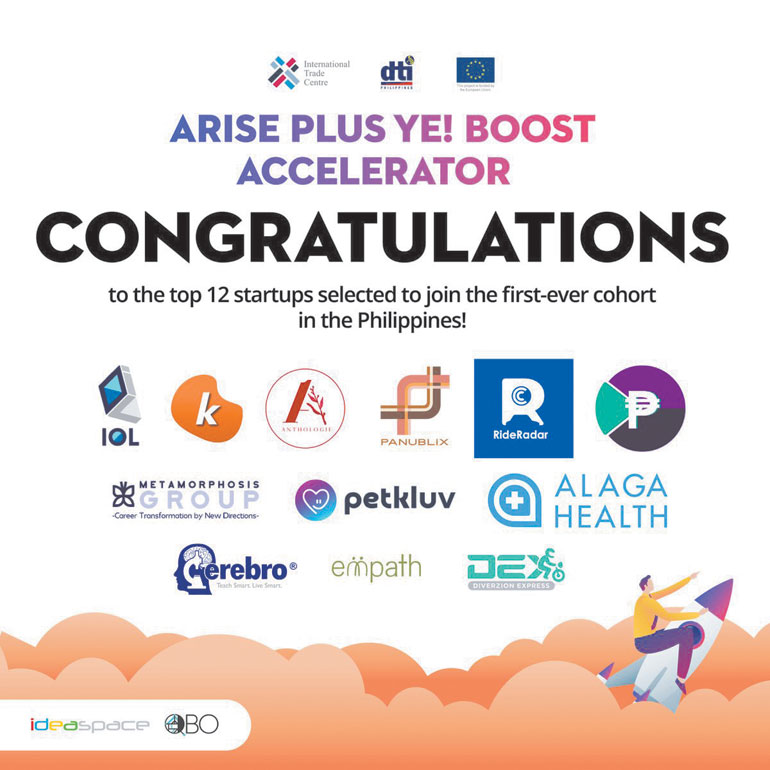 International
Trade
Centre
dti
PHILIPPINES
ARISE PLUS YE! BOOST
ACCELERATOR
CONGRATULATIONS
to the top 12 startups selected to join the first-ever cohort
in the Philippines!
IOL
k
A
ANTHOLOGIE
PANUBLIX
R
C
RideRadar
₱
METAMORPHOSIS
GROUP
-Career Transformation by New Directions-
petkluv
ALAGA
HEALTH
Cerebro®
Teach Smart. Live Smart.
empath
DEX
DIVERZION EXPRESS
ideaspace QBO